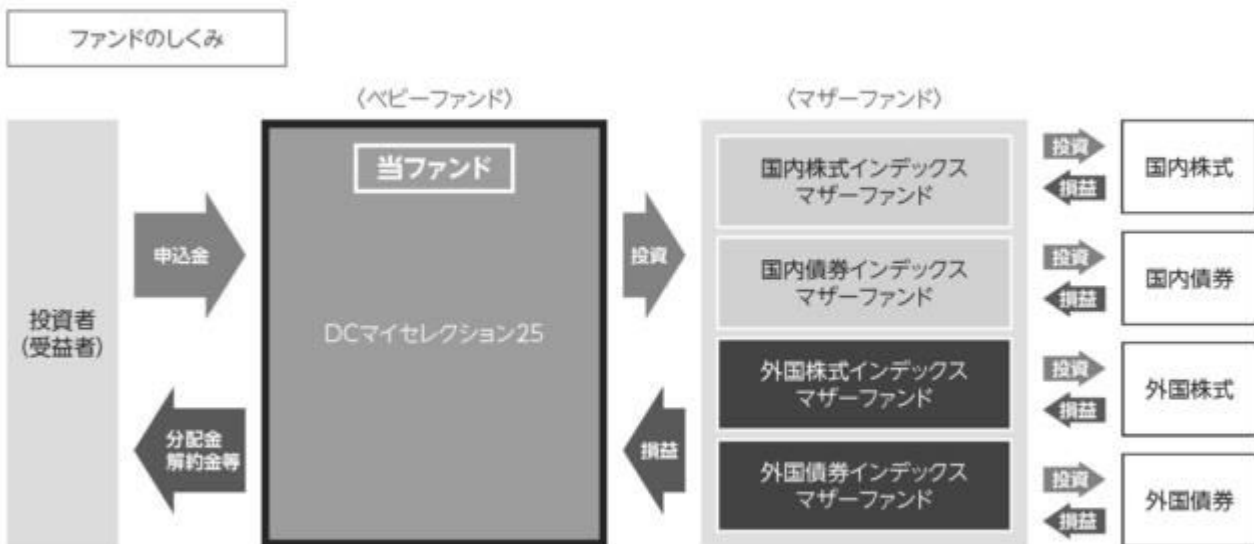 ファンドのしくみ
〈ベビーファンド〉
〈マザーファンド〉
投資者
(受益者)
申込金
分配金
解約金等
当ファンド
DCマイセレクション25
投資
損益
国内株式インデックス
マザーファンド
投資
損益
国内株式
国内債券インデックス
マザーファンド
投資
損益
国内債券
外国株式インデックス
マザーファンド
投資
損益
外国株式
外国債券インデックス
マザーファンド
投資
損益
外国債券